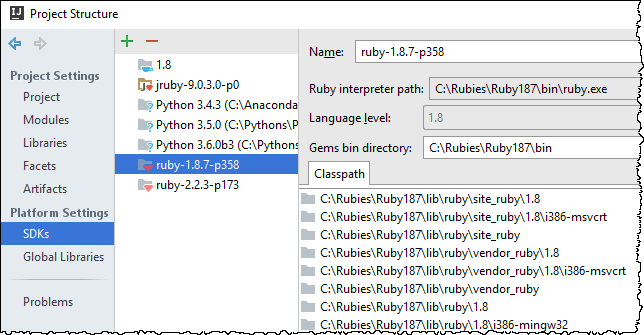 Project Structure
Project Settings
Project
Modules
Libraries
Facets
Artifacts
Platform Settings
SDKs
Global Libraries
Problems
1.8
jruby-9.0.3.0-p0
Python 3.4.3 (C:\Anaconda
Python 3.5.0 (C:\Pythons\P
Python 3.6.0b3 (C:\Pythons
ruby-1.8.7-p358
ruby-2.2.3-p173
Name: ruby-1.8.7-p358
Ruby interpreter path: C:\Rubies\Ruby187\bin\ruby.exe
Language level: 1.8
Gems bin directory: C:\Rubies\Ruby187\bin
Classpath
C:\Rubies\Ruby187\lib\ruby\site_ruby\1.8
C:\Rubies\Ruby187\lib\ruby\site_ruby\1.8\i386-msvcrt
C:\Rubies\Ruby187\lib\ruby\site_ruby
C:\Rubies\Ruby187\lib\ruby\vendor_ruby\1.8
C:\Rubies\Ruby187\lib\ruby\vendor_ruby\1.8\i386-msvcrt
C:\Rubies\Ruby187\lib\ruby\vendor_ruby
C:\Rubies\Ruby187\lib\ruby\1.8
C:\Rubies\Ruby187\lib\ruby\1.8\i386-mingw32